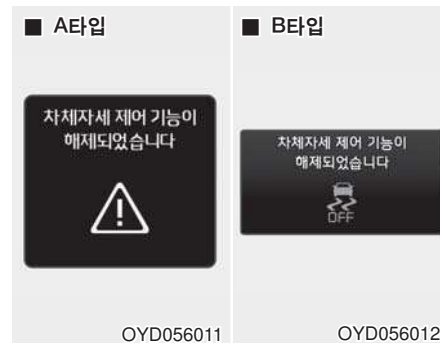 ■ A타입
차체자세 제어 기능이
해제되었습니다
OYD056011
■ B타입
차체자세 제어 기능이
해제되었습니다
OFF
OYD056012